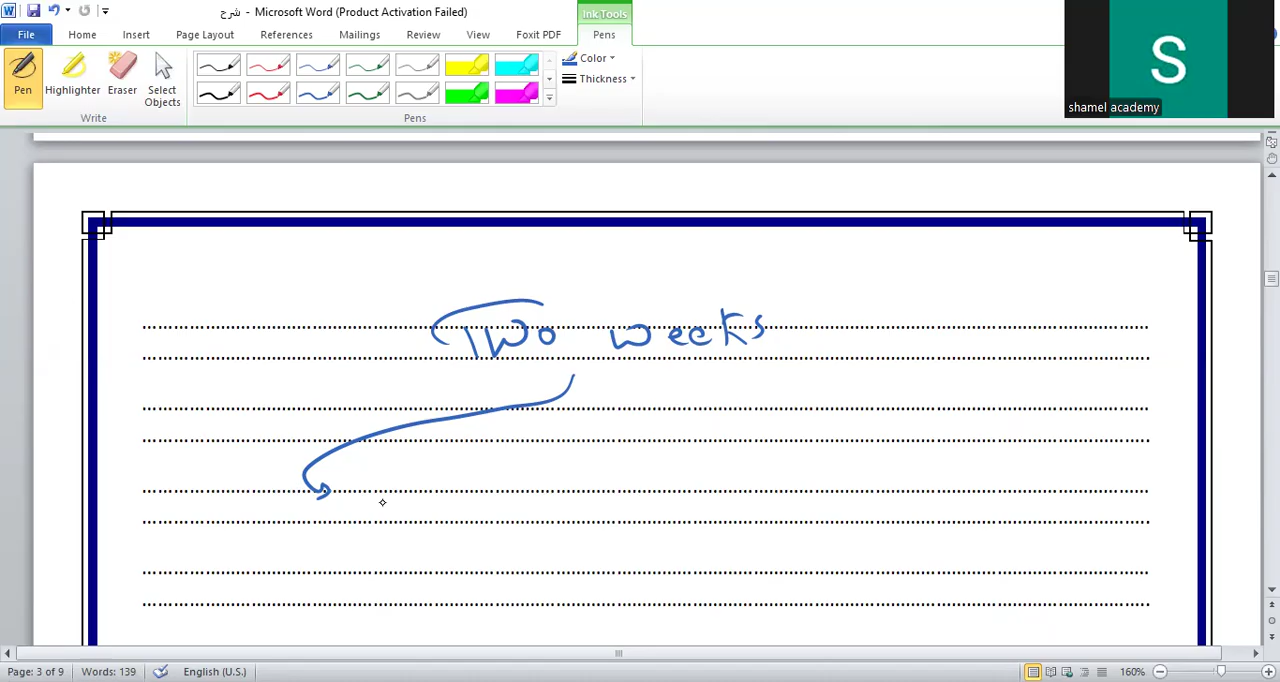 شرح - Microsoft Word (Product Activation Failed)
Ink Tools
File Home Insert Page Layout References Mailings Review View Foxit PDF Pens
Pen Highlighter Eraser Select Objects
Color
Thickness
Write Pens
S
shamel academy
Two weeks
Page: 3 of 9 Words: 139 English (U.S.) 160%